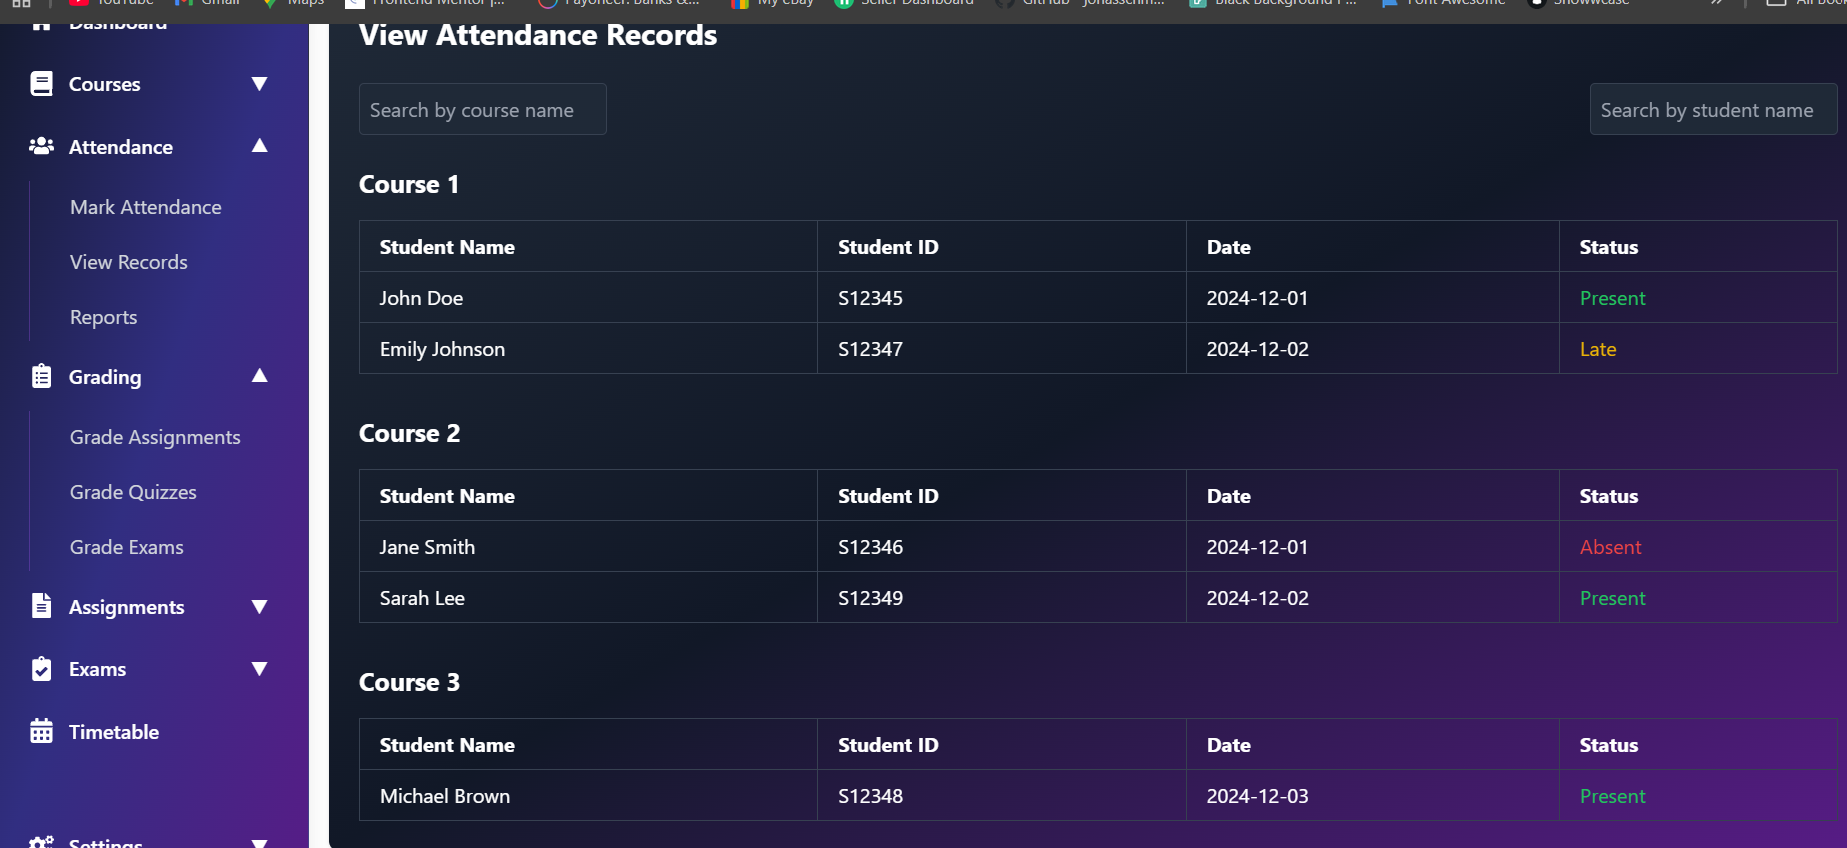 YouTube Gmail Maps Frontend Mentor |... Payoneer: Banks &... My eBay Seller Dashboard GitHub - jonasschm... Black Background P... Font Awesome Showwcase » All Book
Dashboard
Courses
Attendance
Mark Attendance
View Records
Reports
Grading
Grade Assignments
Grade Quizzes
Grade Exams
Assignments
Exams
Timetable
Settings
View Attendance Records
Search by course name
Search by student name
Course 1
Student Name Student ID Date Status
John Doe S12345 2024-12-01 Present
Emily Johnson S12347 2024-12-02 Late
Course 2
Student Name Student ID Date Status
Jane Smith S12346 2024-12-01 Absent
Sarah Lee S12349 2024-12-02 Present
Course 3
Student Name Student ID Date Status
Michael Brown S12348 2024-12-03 Present